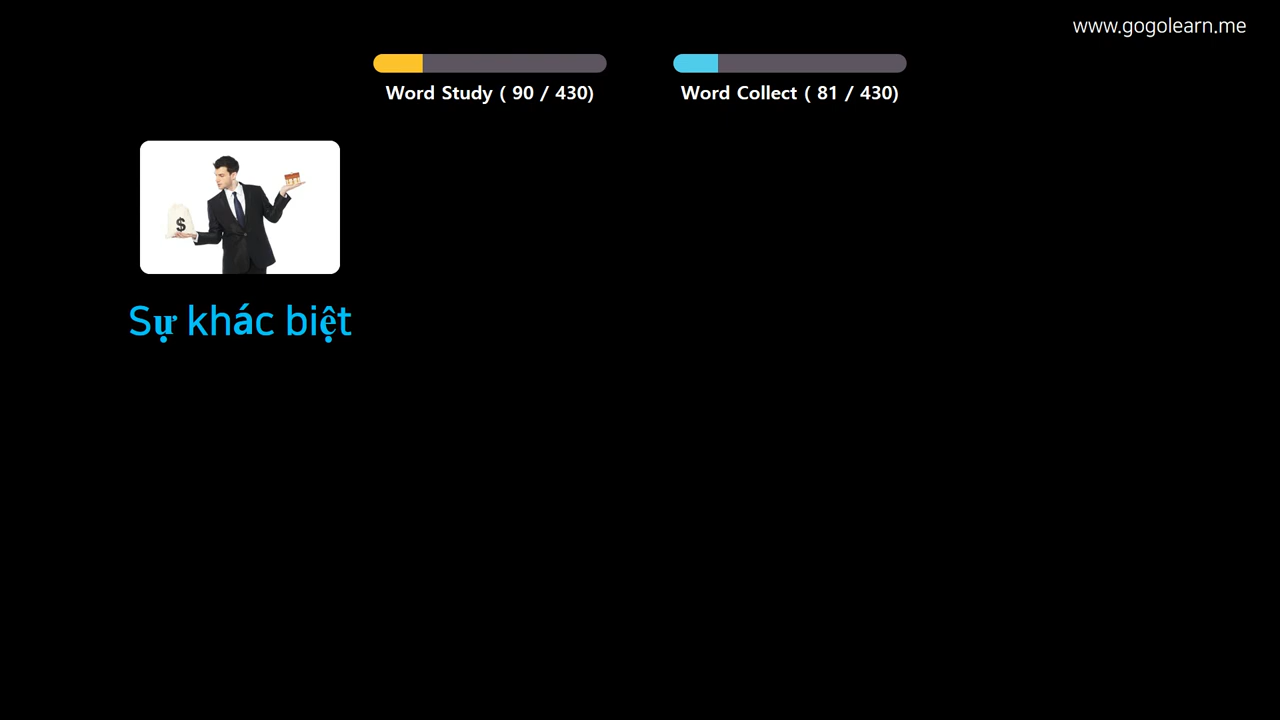 www.gogolearn.me
Word Study ( 90 / 430)
Word Collect ( 81 / 430)
$
Sự khác biệt